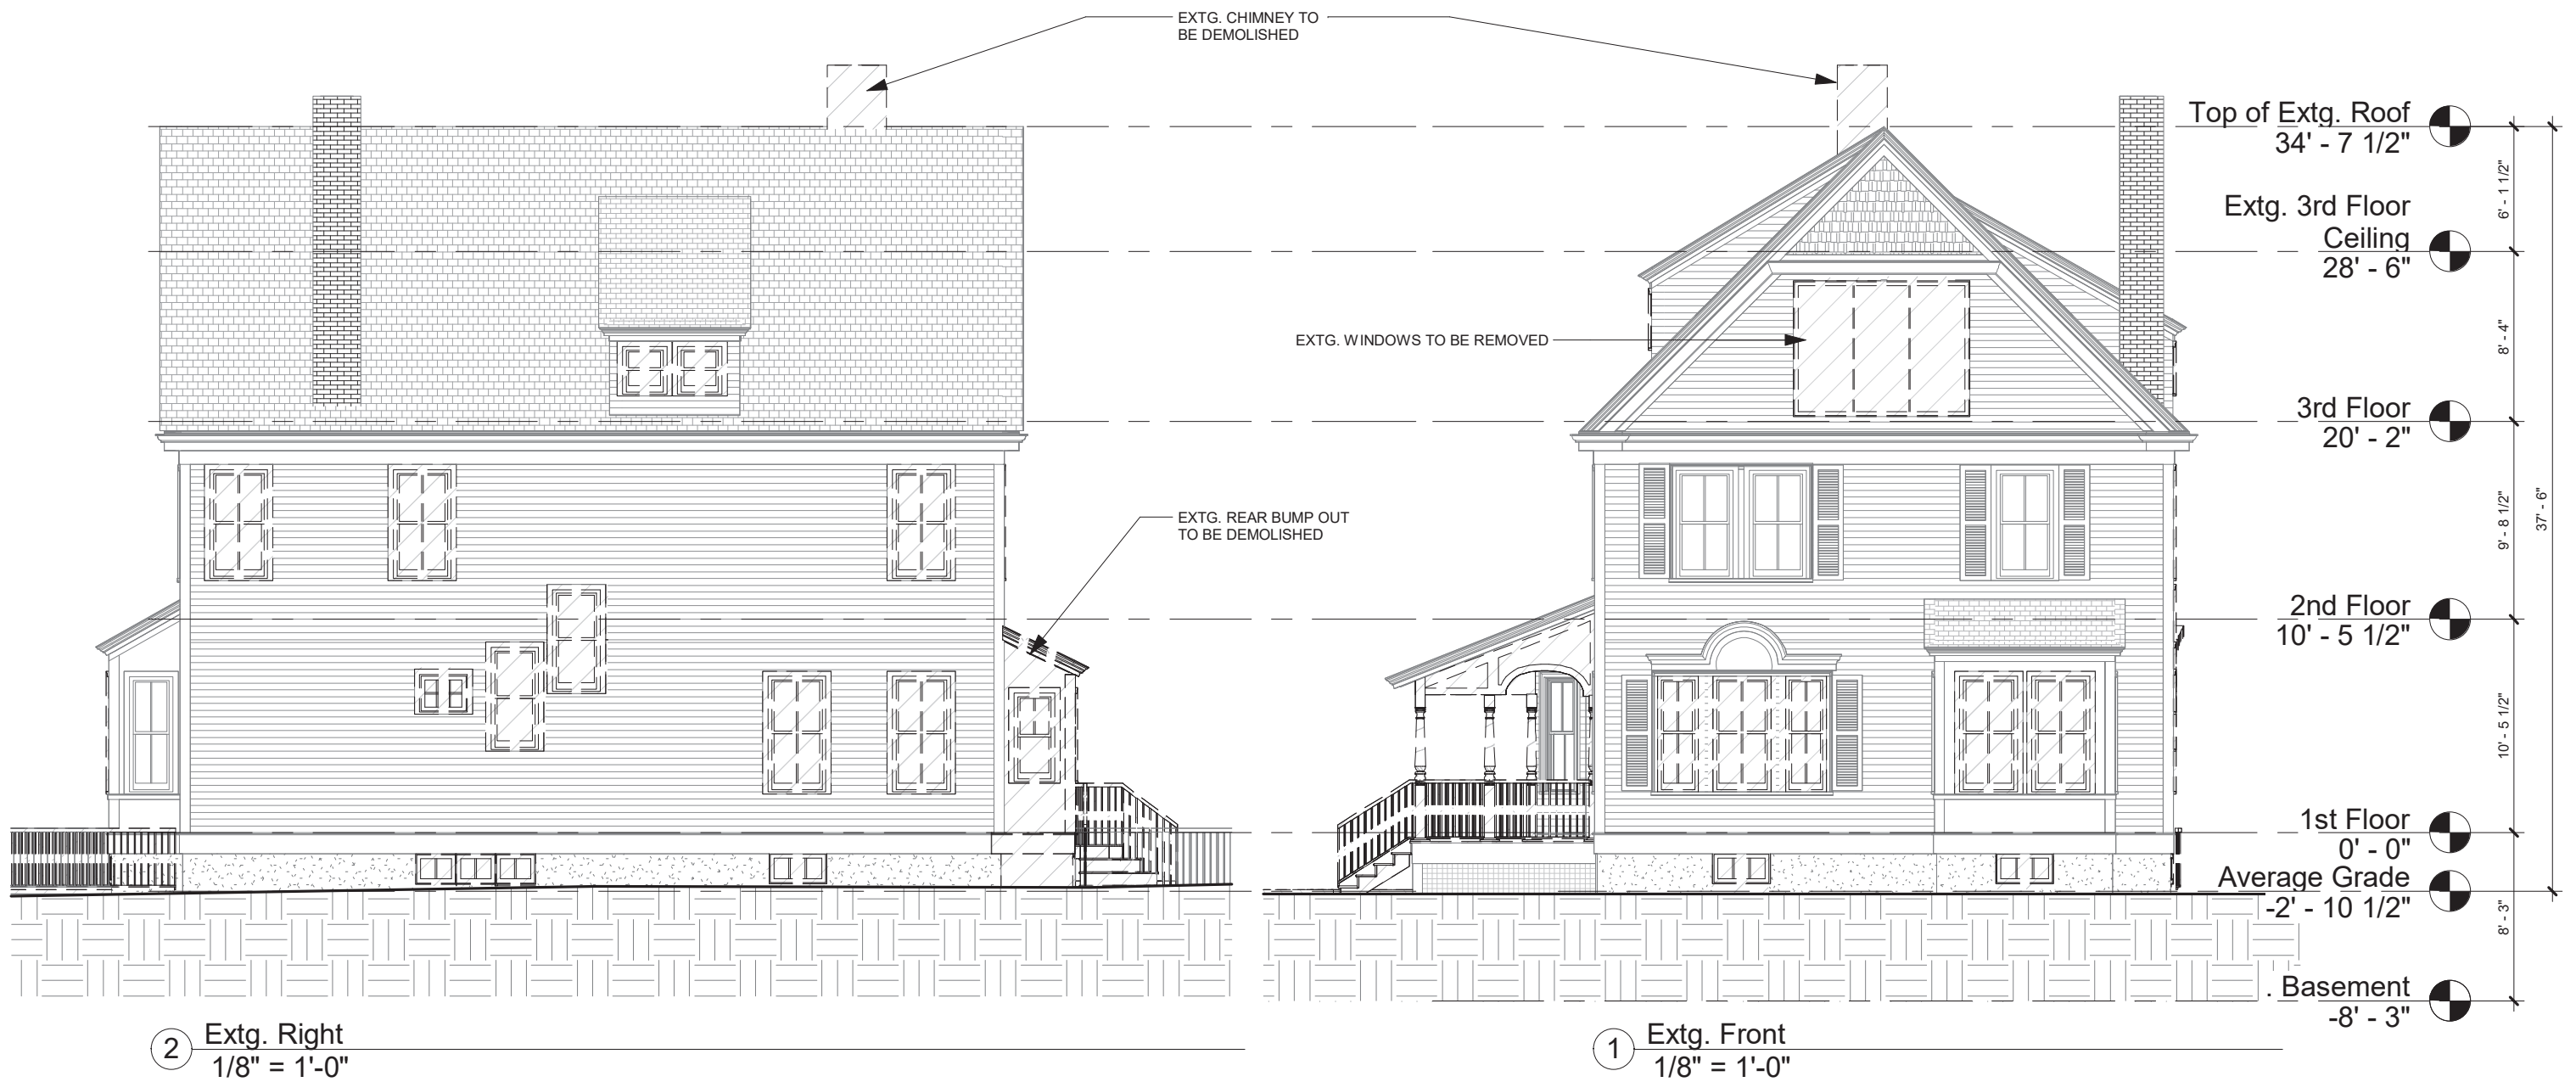 EXTG. CHIMNEY TO
BE DEMOLISHED
Top of Extg. Roof
34' - 7 1/2"
6' - 1 1/2"
Extg. 3rd Floor
Ceiling
28' - 6"
EXTG. WINDOWS TO BE REMOVED
8' - 4"
3rd Floor
20' - 2"
EXTG. REAR BUMP OUT
TO BE DEMOLISHED
9' - 8 1/2"
37' - 6"
2nd Floor
10' - 5 1/2"
10' - 5 1/2"
1st Floor
0' - 0"
Average Grade
-2' - 10 1/2"
8' - 3"
. Basement
-8' - 3"
2
Extg. Right
1/8" = 1'-0"
1
Extg. Front
1/8" = 1'-0"